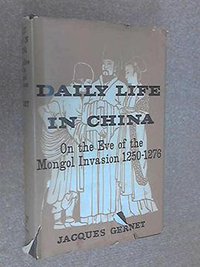 DAILY LIFE
IN CHINA
On the Eve of the
Mongol Invasion 1250-1276
JACQUES GERNET